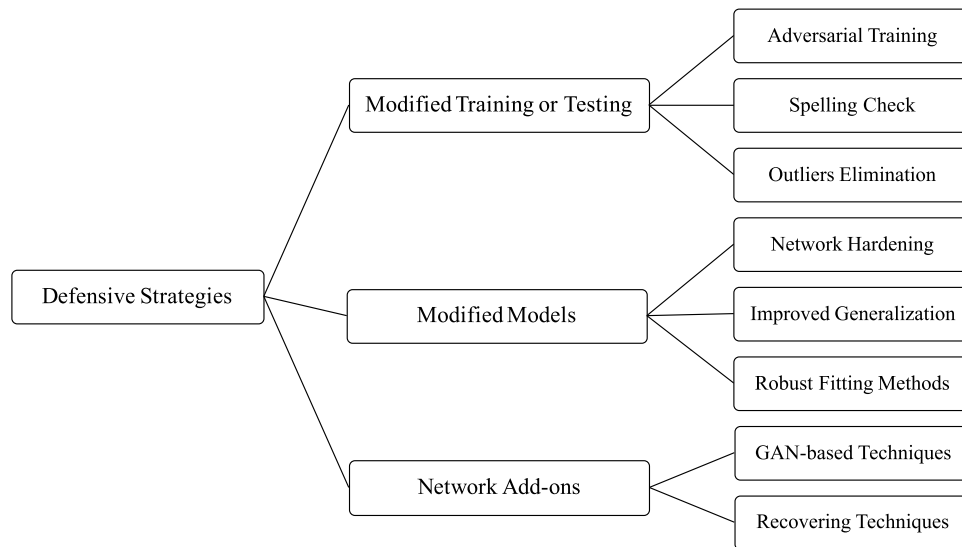 Defensive Strategies
Modified Training or Testing
Adversarial Training
Spelling Check
Outliers Elimination
Modified Models
Network Hardening
Improved Generalization
Robust Fitting Methods
Network Add-ons
GAN-based Techniques
Recovering Techniques